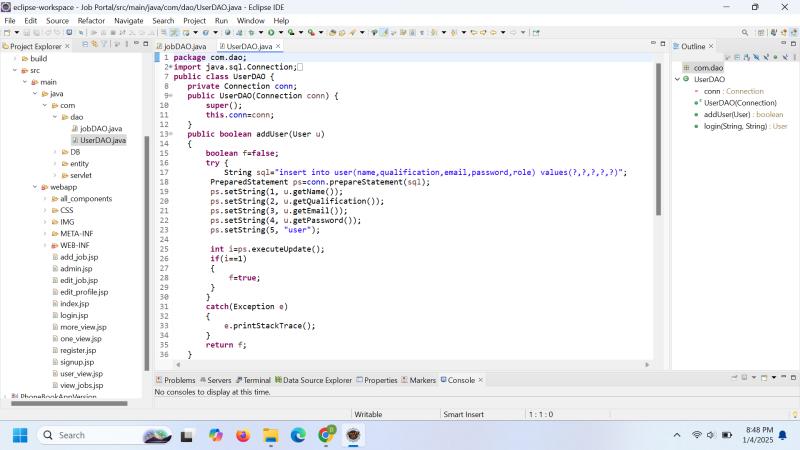 eclipse-workspace - Job Portal/src/main/java/com/dao/UserDAO.java - Eclipse IDE
File Edit Source Refactor Navigate Search Project Run Window Help
Project Explorer
build
src
main
java
com
dao
jobDAO.java
UserDAO.java
DB
entity
servlet
webapp
all_components
CSS
IMG
META-INF
WEB-INF
add_job.jsp
admin.jsp
edit_job.jsp
edit_profile.jsp
index.jsp
login.jsp
more_view.jsp
one_view.jsp
register.jsp
signup.jsp
user_view.jsp
view_jobs.jsp
PhoneBookAppVersion
jobDAO.java UserDAO.java
1 package com.dao;
2 import java.sql.Connection;
7 public class UserDAO {
8 private Connection conn;
9 public UserDAO(Connection conn) {
10 super();
11 this.conn=conn;
12 }
13 public boolean addUser(User u)
14 {
15 boolean f=false;
16 try {
17 String sql="insert into user(name,qualification,email,password,role) values(?,?,?,?,?)";
18 PreparedStatement ps=conn.prepareStatement(sql);
19 ps.setString(1, u.getName());
20 ps.setString(2, u.getQualification());
21 ps.setString(3, u.getEmail());
22 ps.setString(4, u.getPassword());
23 ps.setString(5, "user");
24
25 int i=ps.executeUpdate();
26 if(i==1)
27 {
28 f=true;
29 }
30 }
31 catch(Exception e)
32 {
33 e.printStackTrace();
34 }
35 return f;
36 }
Outline
com.dao
UserDAO
conn : Connection
UserDAO(Connection)
addUser(User) : boolean
login(String, String) : User
Problems Servers Terminal Data Source Explorer Properties Markers Console
No consoles to display at this time.
Writable Smart Insert 1 : 1 : 0
Search
8:48 PM
1/4/2025